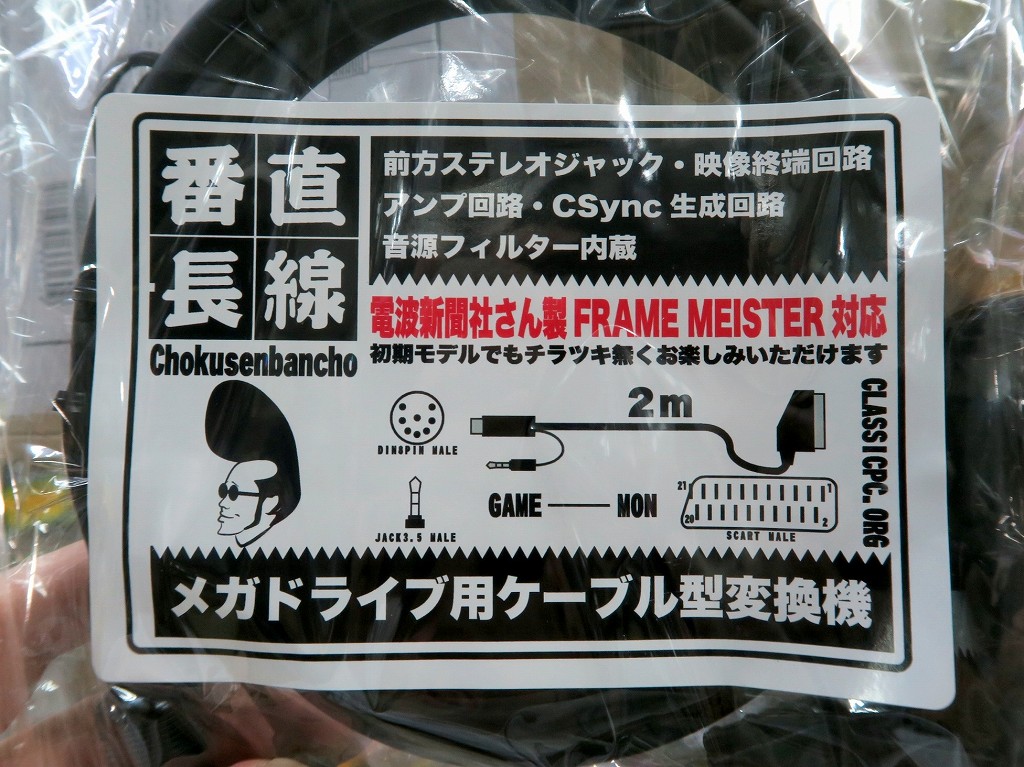 番直
長線
Chokusenbancho
前方ステレオジャック・映像終端回路
アンプ回路・CSync 生成回路
音源フィルター内蔵
電波新聞社さん製 FRAME MEISTER 対応
初期モデルでもチラツキ無くお楽しみいただけます
DIN8PIN MALE
JACK3.5 MALE
2m
GAME — MON
21
1
20
2
SCART MALE
CLASSICPC.ORG
メガドライブ用ケーブル型変換機